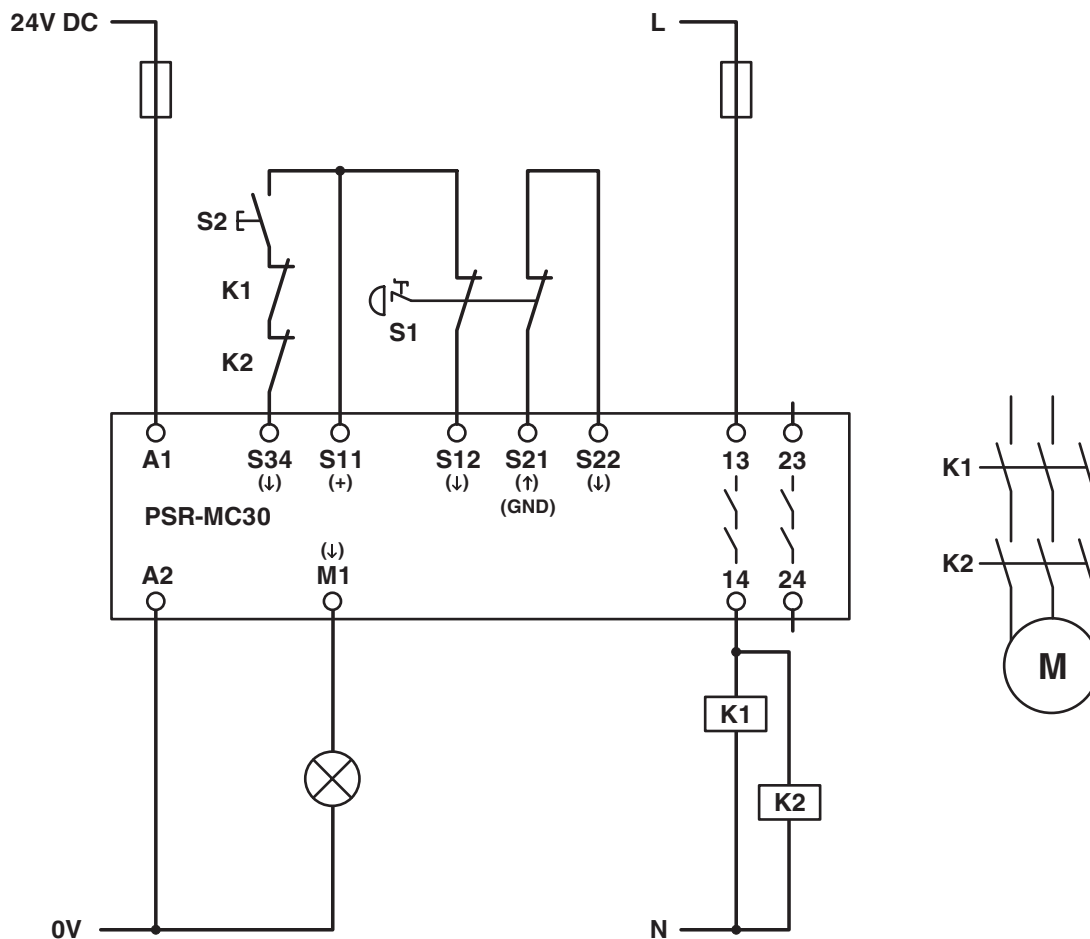 24V DC
L
S2
K1
S1
K2
A1
S34
S11
S12
S21
S22
13
23
(↓)
(+)
(↓)
(↑)
(↓)
(GND)
PSR-MC30
(↓)
A2
M1
14
24
K1
K2
0V
N
K1
K2
M